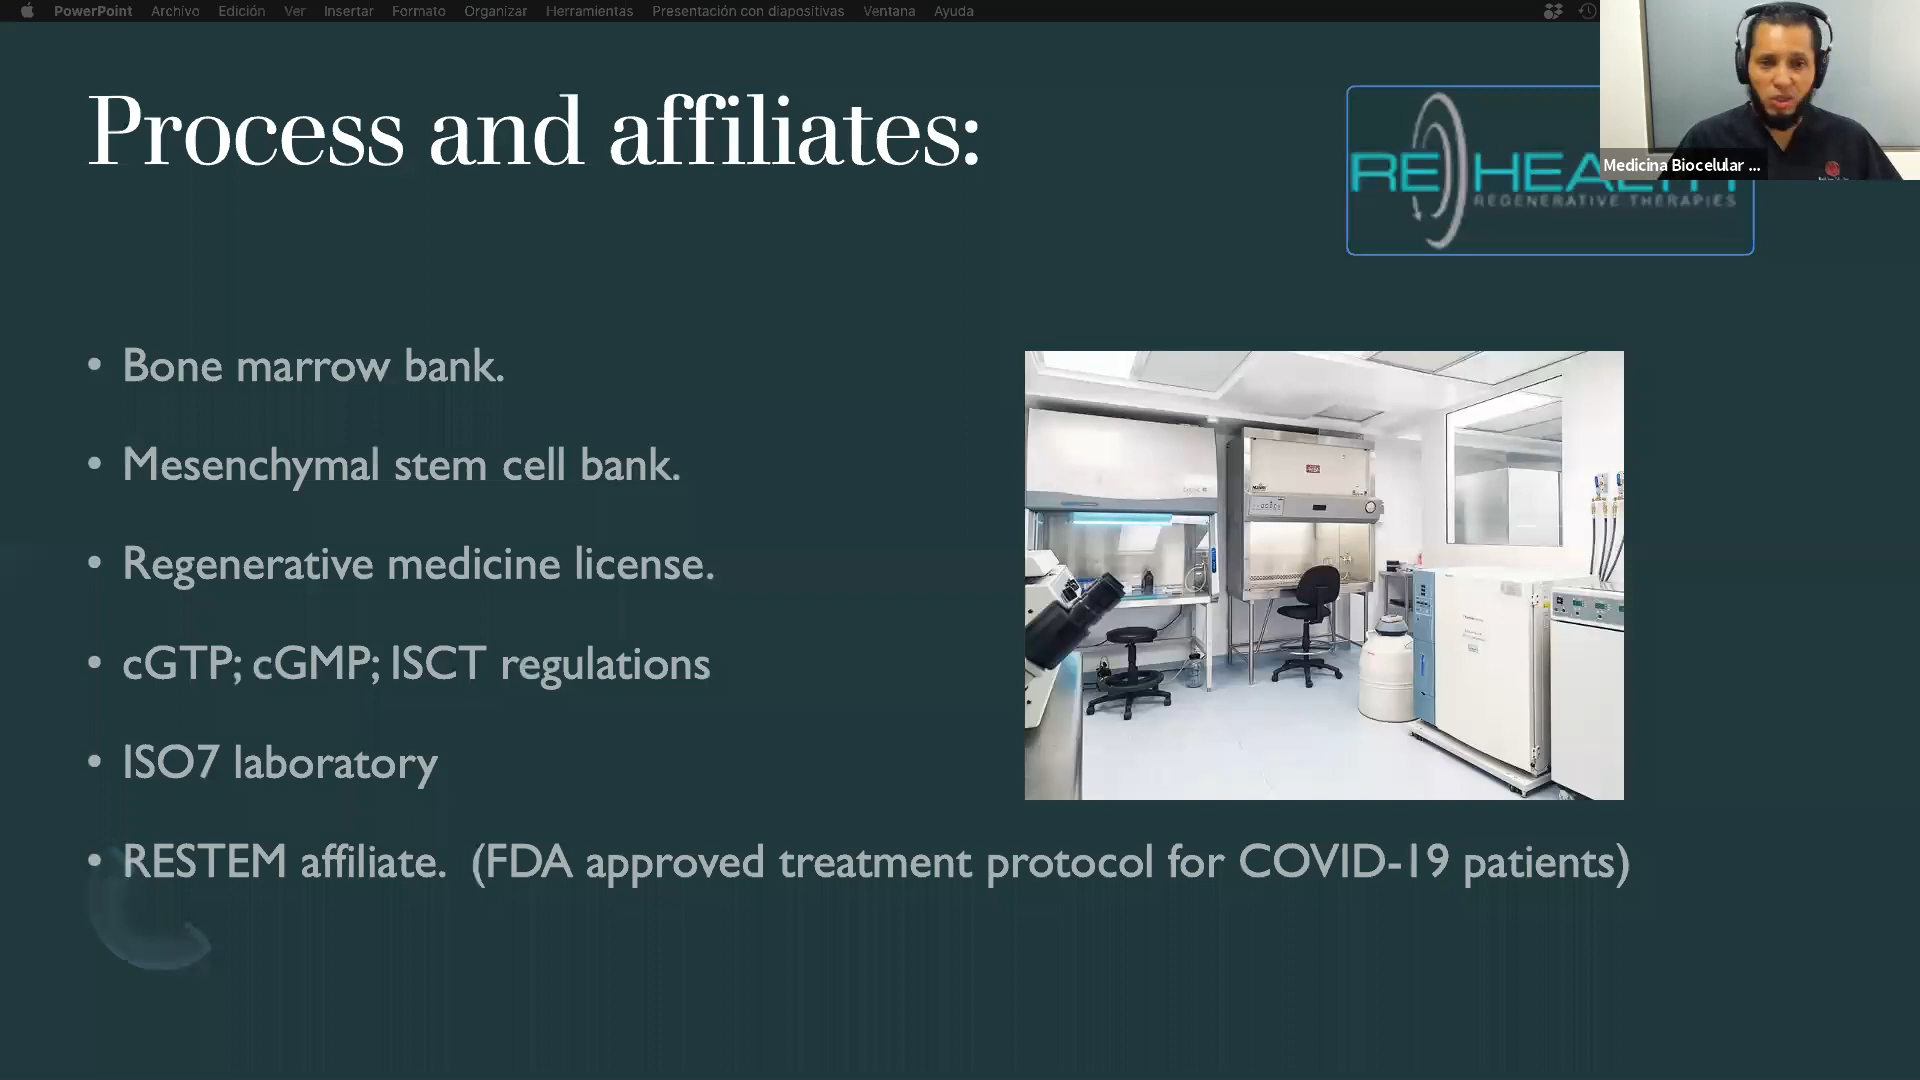 PowerPoint Archivo Edición Ver Insertar Formato Organizar Herramientas Presentación con diapositivas Ventana Ayuda
Process and affiliates:
Medicina Biocelular ...
RE HEALTH
REGENERATIVE THERAPIES
• Bone marrow bank.
• Mesenchymal stem cell bank.
• Regenerative medicine license.
• cGTP; cGMP; ISCT regulations
• ISO7 laboratory
• RESTEM affiliate. (FDA approved treatment protocol for COVID-19 patients)